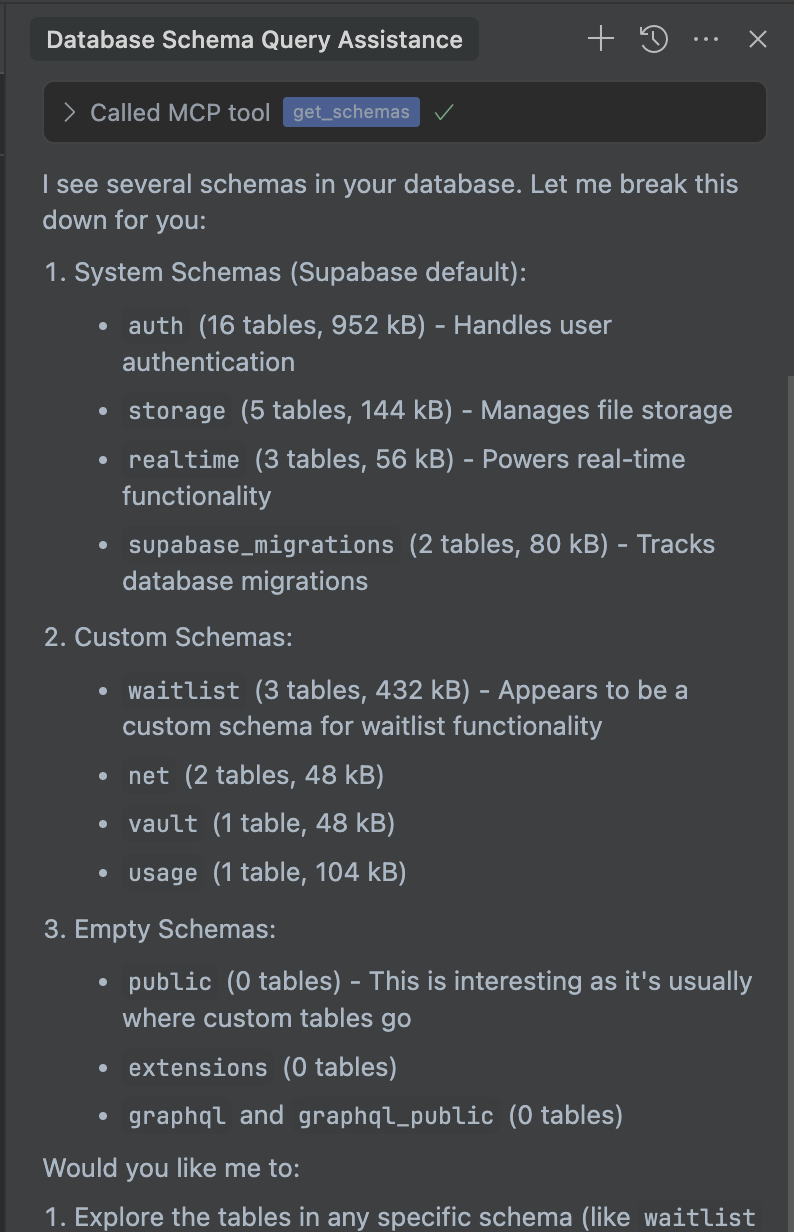 Database Schema Query Assistance
Called MCP tool get_schemas
I see several schemas in your database. Let me break this
down for you:
1. System Schemas (Supabase default):
• auth (16 tables, 952 kB) - Handles user
authentication
• storage (5 tables, 144 kB) - Manages file storage
• realtime (3 tables, 56 kB) - Powers real-time
functionality
• supabase_migrations (2 tables, 80 kB) - Tracks
database migrations
2. Custom Schemas:
• waitlist (3 tables, 432 kB) - Appears to be a
custom schema for waitlist functionality
• net (2 tables, 48 kB)
• vault (1 table, 48 kB)
• usage (1 table, 104 kB)
3. Empty Schemas:
• public (0 tables) - This is interesting as it's usually
where custom tables go
• extensions (0 tables)
• graphql and graphql_public (0 tables)
Would you like me to:
1. Explore the tables in any specific schema (like waitlist